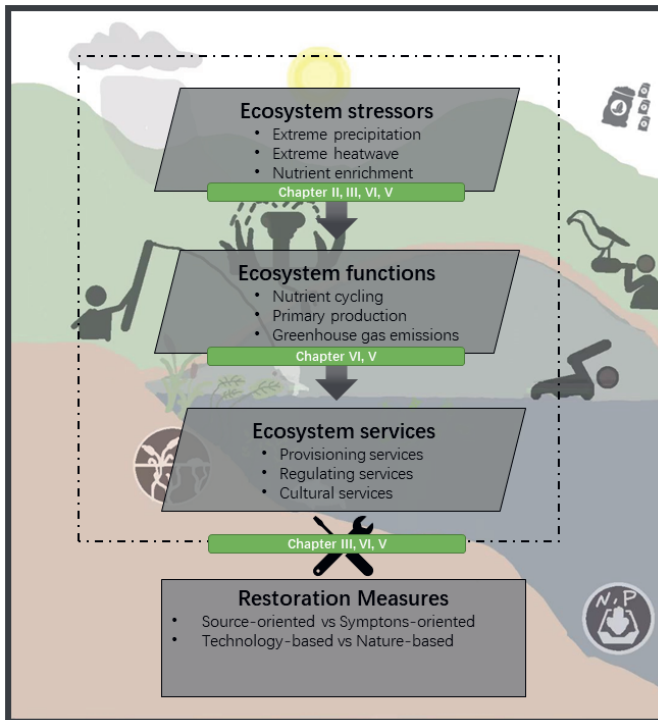 Ecosystem stressors
• Extreme precipitation
• Extreme heatwave
• Nutrient enrichment
Chapter II, III, VI, V
Ecosystem functions
• Nutrient cycling
• Primary production
• Greenhouse gas emissions
Chapter VI, V
Ecosystem services
• Provisioning services
• Regulating services
• Cultural services
Chapter III, VI, V
Restoration Measures
• Source-oriented vs Symptons-oriented
• Technology-based vs Nature-based
N, P